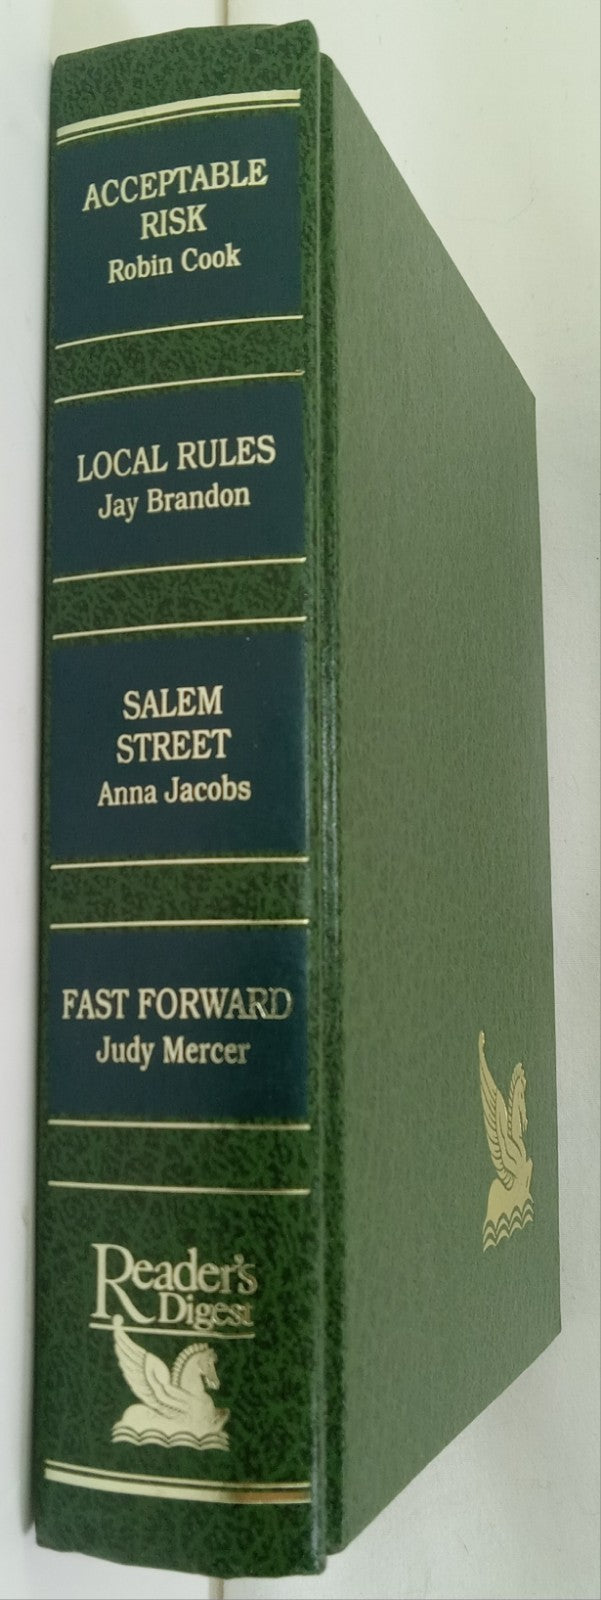 ACCEPTABLE
RISK
Robin Cook
LOCAL RULES
Jay Brandon
SALEM
STREET
Anna Jacobs
FAST FORWARD
Judy Mercer
Reader's
Digest